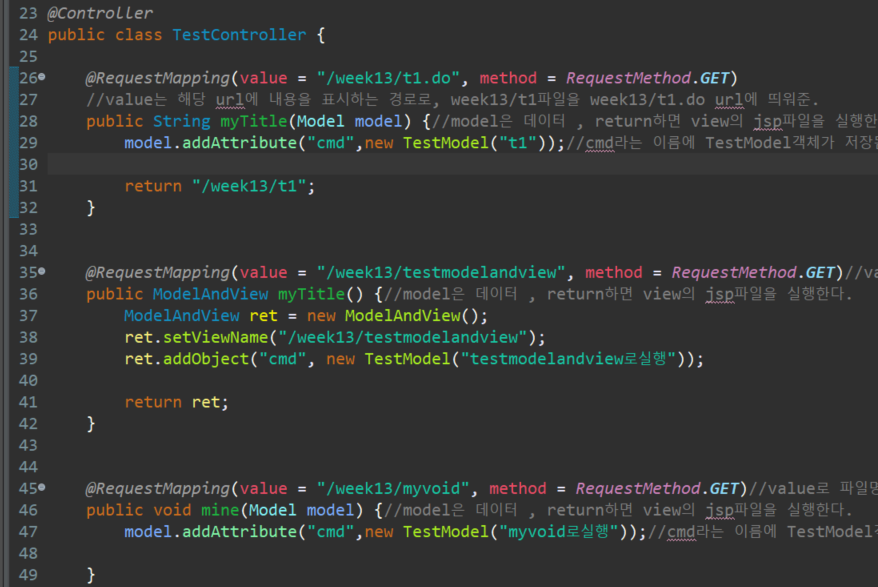 23 @Controller
24 public class TestController {
25
26 @RequestMapping(value = "/week13/t1.do", method = RequestMethod.GET)
27 //value는 해당 url에 내용을 표시하는 경로로, week13/t1파일을 week13/t1.do url에 띄워준.
28 public String myTitle(Model model) {//model은 데이터 , return하면 view의 jsp파일을 실행한
29 model.addAttribute("cmd",new TestModel("t1"));//cmd라는 이름에 TestModel객체가 저장
30
31 return "/week13/t1";
32 }
33
34
35 @RequestMapping(value = "/week13/testmodelandview", method = RequestMethod.GET)//va
36 public ModelAndView myTitle() {//model은 데이터 , return하면 view의 jsp파일을 실행한다.
37 ModelAndView ret = new ModelAndView();
38 ret.setViewName("/week13/testmodelandview");
39 ret.addObject("cmd", new TestModel("testmodelandview로실행"));
40
41 return ret;
42 }
43
44
45 @RequestMapping(value = "/week13/myvoid", method = RequestMethod.GET)//value로 파일명
46 public void mine(Model model) {//model은 데이터 , return하면 view의 jsp파일을 실행한다.
47 model.addAttribute("cmd",new TestModel("myvoid로실행"));//cmd라는 이름에 TestModel
48
49 }